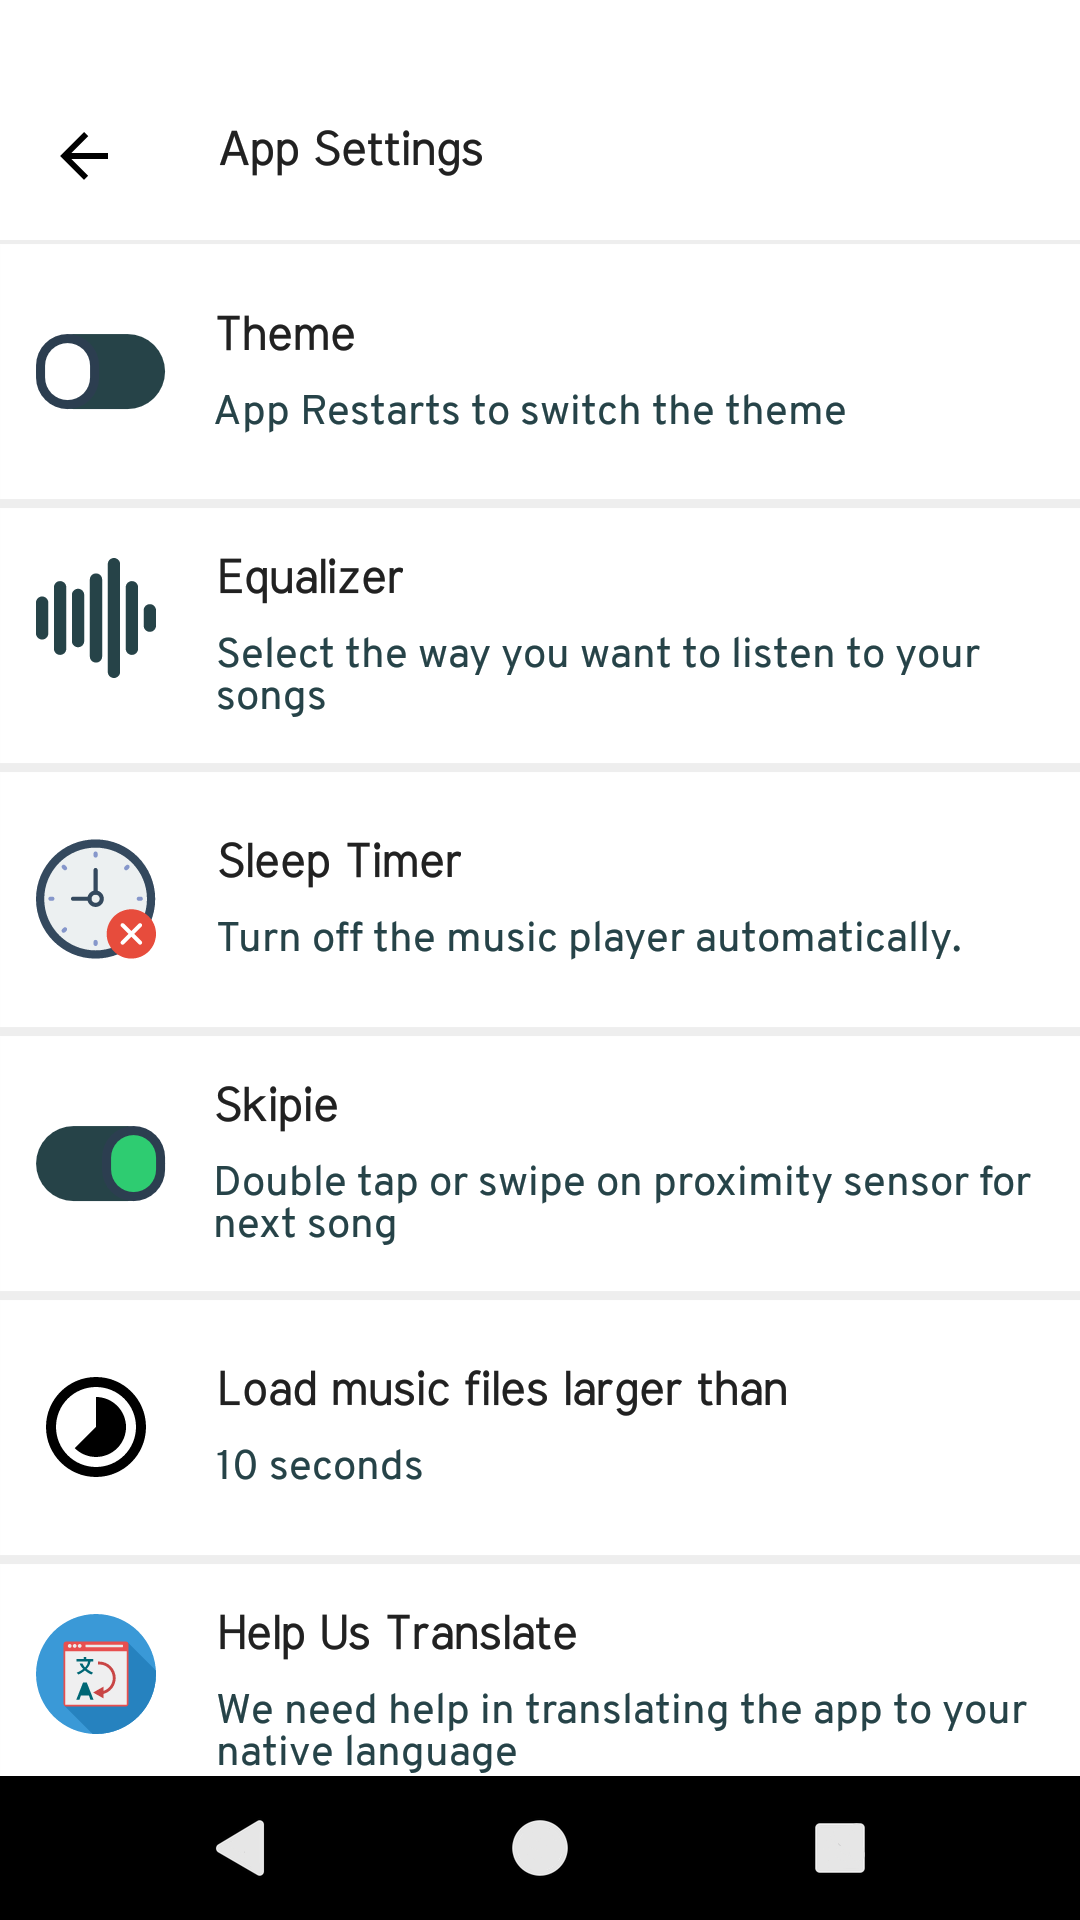 App Settings
Theme
App Restarts to switch the theme
Equalizer
Select the way you want to listen to your
songs
Sleep Timer
Turn off the music player automatically.
Skipie
Double tap or swipe on proximity sensor for
next song
Load music files larger than
10 seconds
Help Us Translate
文
A
We need help in translating the app to your
native language